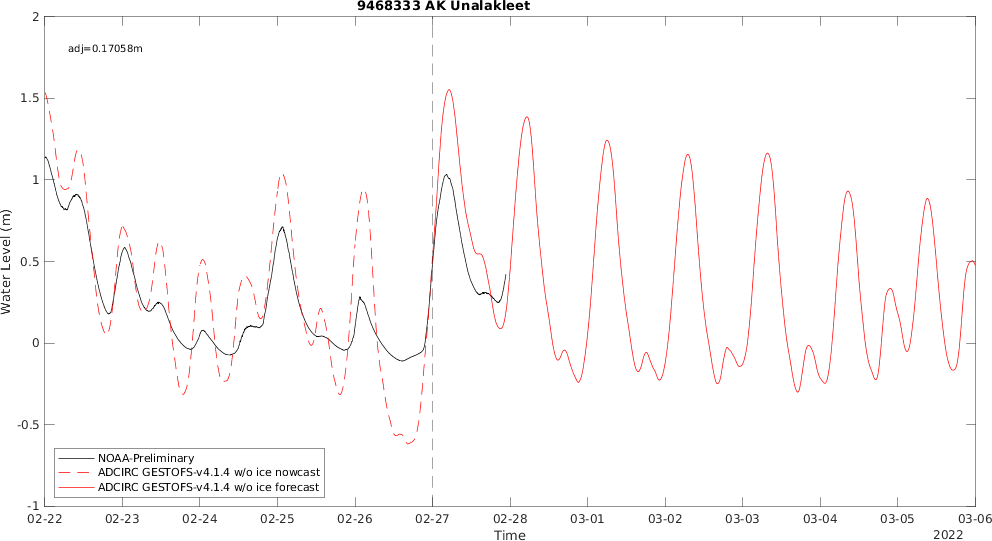 9468333 AK Unalakleet
adj=0.17058m
Water Level (m)
2
1.5
1
0.5
0
-0.5
-1
NOAA-Preliminary
ADCIRC GESTOFS-v4.1.4 w/o ice nowcast
ADCIRC GESTOFS-v4.1.4 w/o ice forecast
02-22 02-23 02-24 02-25 02-26 02-27 02-28 03-01 03-02 03-03 03-04 03-05 03-06
Time
2022